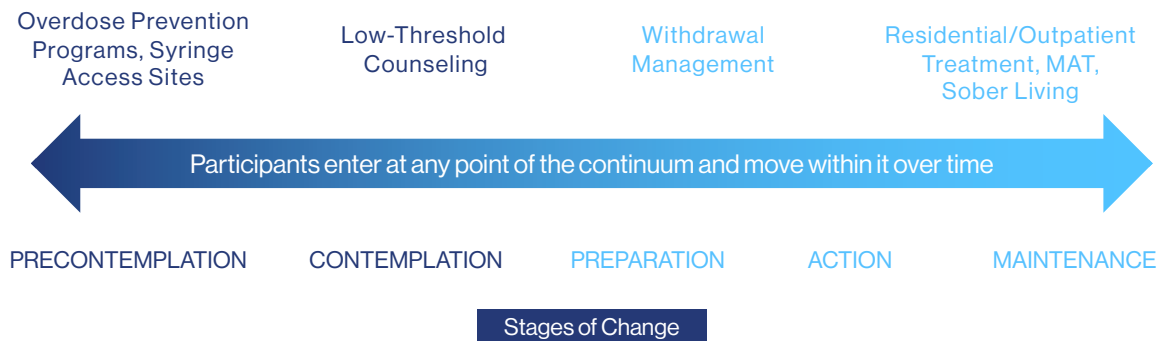 Overdose Prevention
Programs, Syringe
Access Sites
Low-Threshold
Counseling
Withdrawal
Management
Residential/Outpatient
Treatment, MAT,
Sober Living
Participants enter at any point of the continuum and move within it over time
PRECONTEMPLATION
CONTEMPLATION
PREPARATION
ACTION
MAINTENANCE
Stages of Change